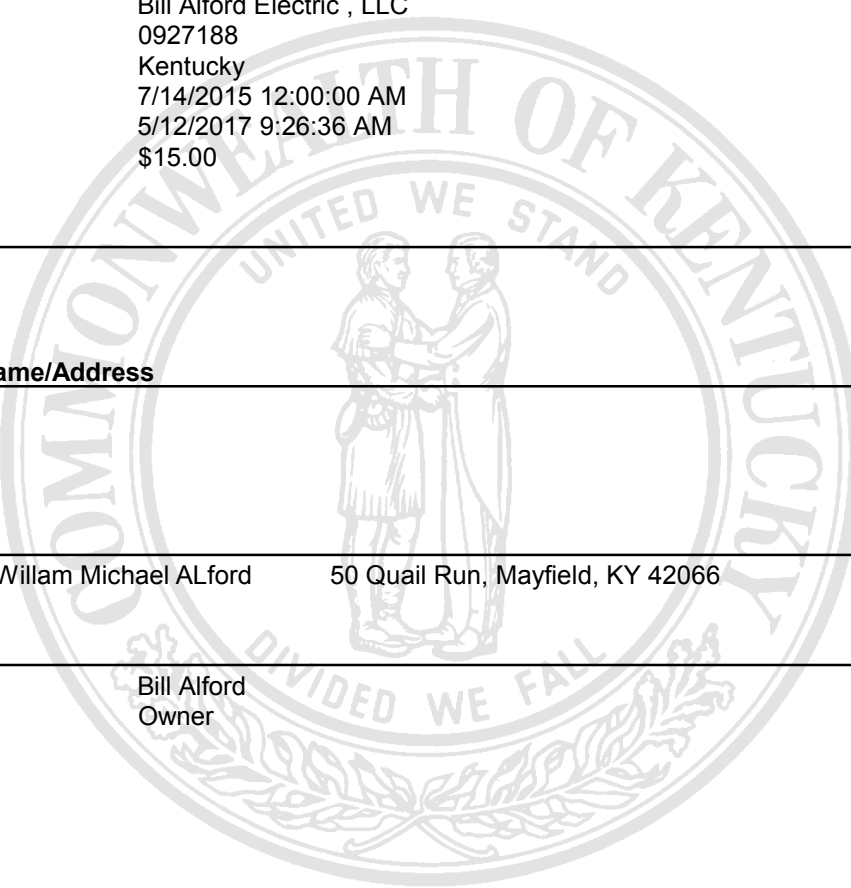 Bill Alford Electric , LLC
0927188
Kentucky
7/14/2015 12:00:00 AM
5/12/2017 9:26:36 AM
$15.00
COMMONWEALTH OF KENTUCKY
UNITED WE STAND
ame/Address
Willam Michael ALford 50 Quail Run, Mayfield, KY 42066
DIVIDED WE FALL
Bill Alford
Owner